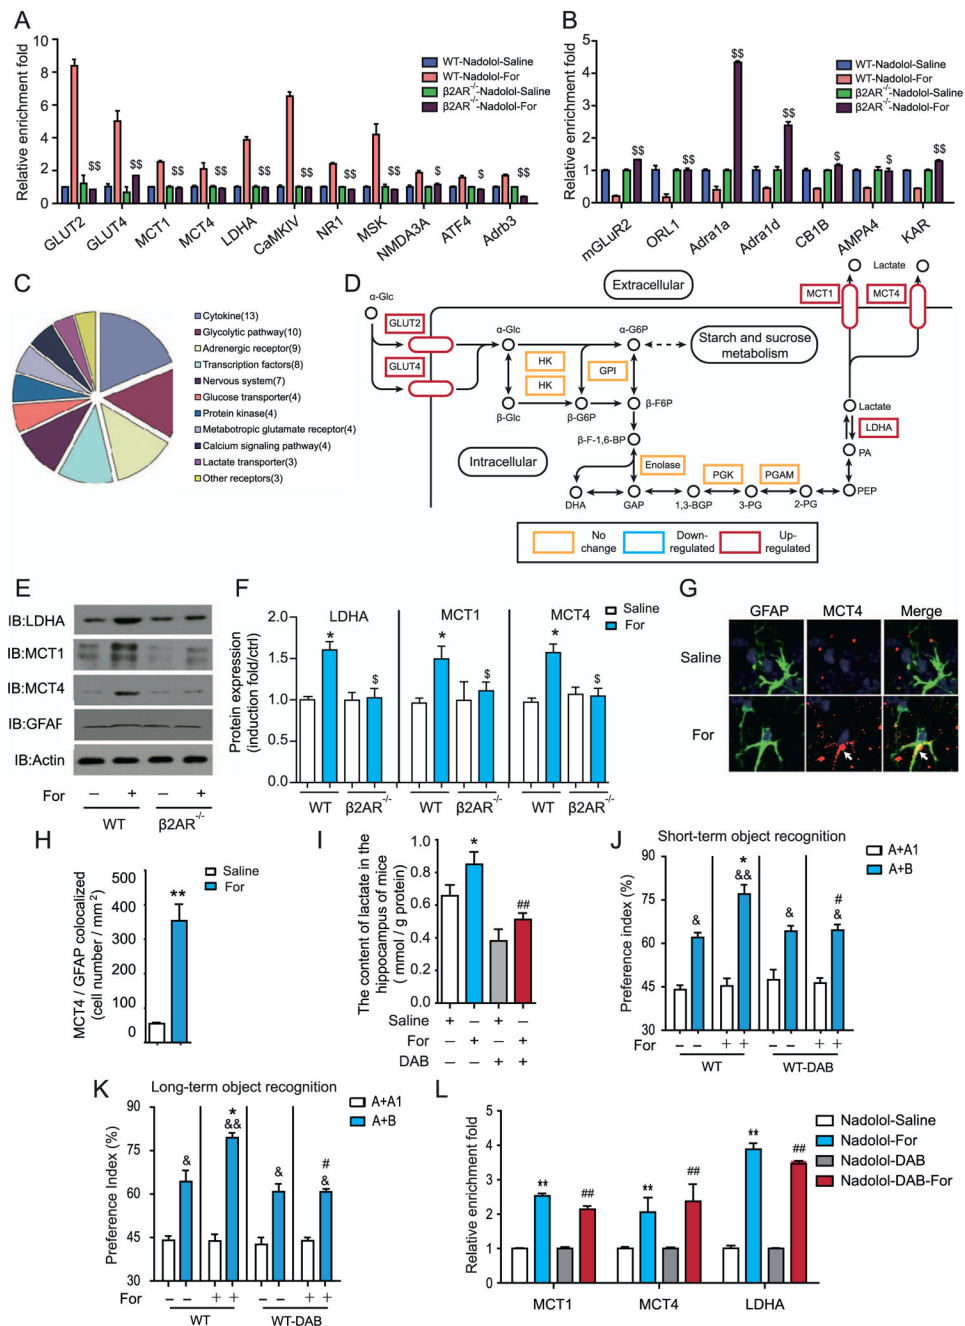 A
Relative enrichment fold
10
8
6
4
2
0
WT-Nadolol-Saline
WT-Nadolol-For
β2AR-/--Nadolol-Saline
β2AR-/--Nadolol-For
$$ $$ $$ $$ $$ $$ $$ $$ $ $$ $$
GLUT2 GLUT4 MCT1 MCT4 LDHA CaMKIV NR1 MSK NMDA3A ATF4 Adrb3
B
Relative enrichment fold
5
4
3
2
1
0
WT-Nadolol-Saline
WT-Nadolol-For
β2AR-/--Nadolol-Saline
β2AR-/--Nadolol-For
$$ $$ $$ $$ $ $ $$
mGLuR2 ORL1 Adra1a Adra1d CB1B AMPA4 KAR
C
Cytokine(13)
Glycolytic pathway(10)
Adrenergic receptor(9)
Transcription factors(8)
Nervous system(7)
Glucose transporter(4)
Protein kinase(4)
Metabotropic glutamate receptor(4)
Calcium signaling pathway(4)
Lactate transporter(3)
Other receptors(3)
D
Extracellular
α-Glc
GLUT2
GLUT4
α-Glc
α-G6P
HK
HK
GPI
Starch and sucrose
metabolism
β-Glc
β-G6P
β-F6P
β-F-1,6-BP
Intracellular
Enolase
PGK
PGAM
DHA
GAP
1,3-BGP
3-PG
2-PG
PEP
PA
LDHA
Lactate
MCT1
MCT4
Lactate
No
change
Down-
regulated
Up-
regulated
E
IB:LDHA
IB:MCT1
IB:MCT4
IB:GFAF
IB:Actin
For – + – +
WT β2AR-/-
F
Protein expression
(induction fold/ctrl)
2.0
1.5
1.0
0.0
LDHA MCT1 MCT4
Saline
For
* $ * $ * $
WT β2AR-/- WT β2AR-/- WT β2AR-/-
G
GFAP MCT4 Merge
Saline
For
H
MCT4 / GFAP colocalized
(cell number / mm2)
500
400
300
200
100
0
Saline
For
**
I
The content of lactate in the
hippocampus of mice
( mmol / g protein)
1.0
0.8
0.6
0.4
0.2
0.0
* ##
Saline + – + –
For – + – +
DAB – – + +
J
Short-term object recognition
Preference index (%)
90
75
60
45
30
A+A1
A+B
&
*
&&
&
#
&
For – – + + – – + +
WT WT-DAB
K
Long-term object recognition
Preference Index (%)
90
75
60
45
30
A+A1
A+B
&
*
&&
&
#
&
For – – + + – – + +
WT WT-DAB
L
Relative enrichment fold
5
4
3
2
1
0
Nadolol-Saline
Nadolol-For
Nadolol-DAB
Nadolol-DAB-For
** ## ** ## ** ##
MCT1 MCT4 LDHA